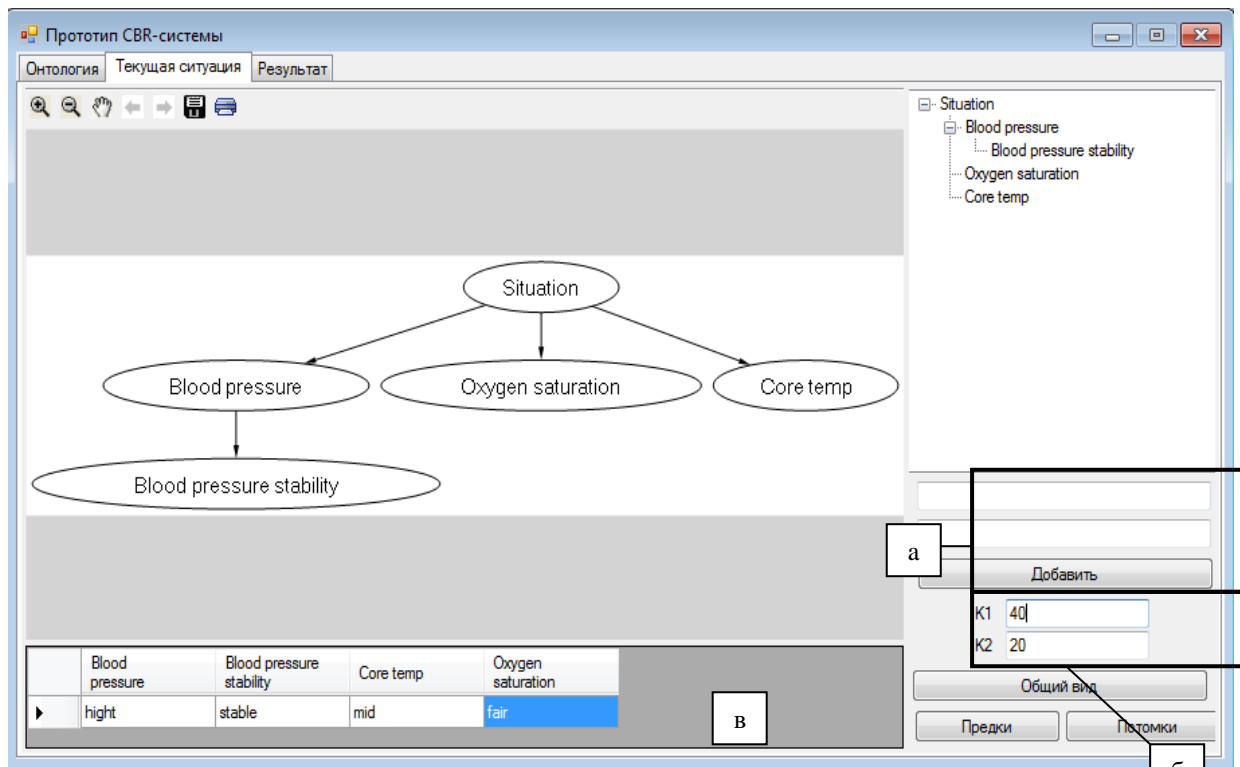 Прототип CBR-системы
Онтология Текущая ситуация Результат
Situation
Blood pressure
Blood pressure stability
Oxygen saturation
Core temp
Situation
Blood pressure Oxygen saturation Core temp
Blood pressure stability
а
Добавить
K1 40
K2 20
Общий вид
Предки Потомки
Blood pressure Blood pressure stability Core temp Oxygen saturation
hight stable mid fair
в